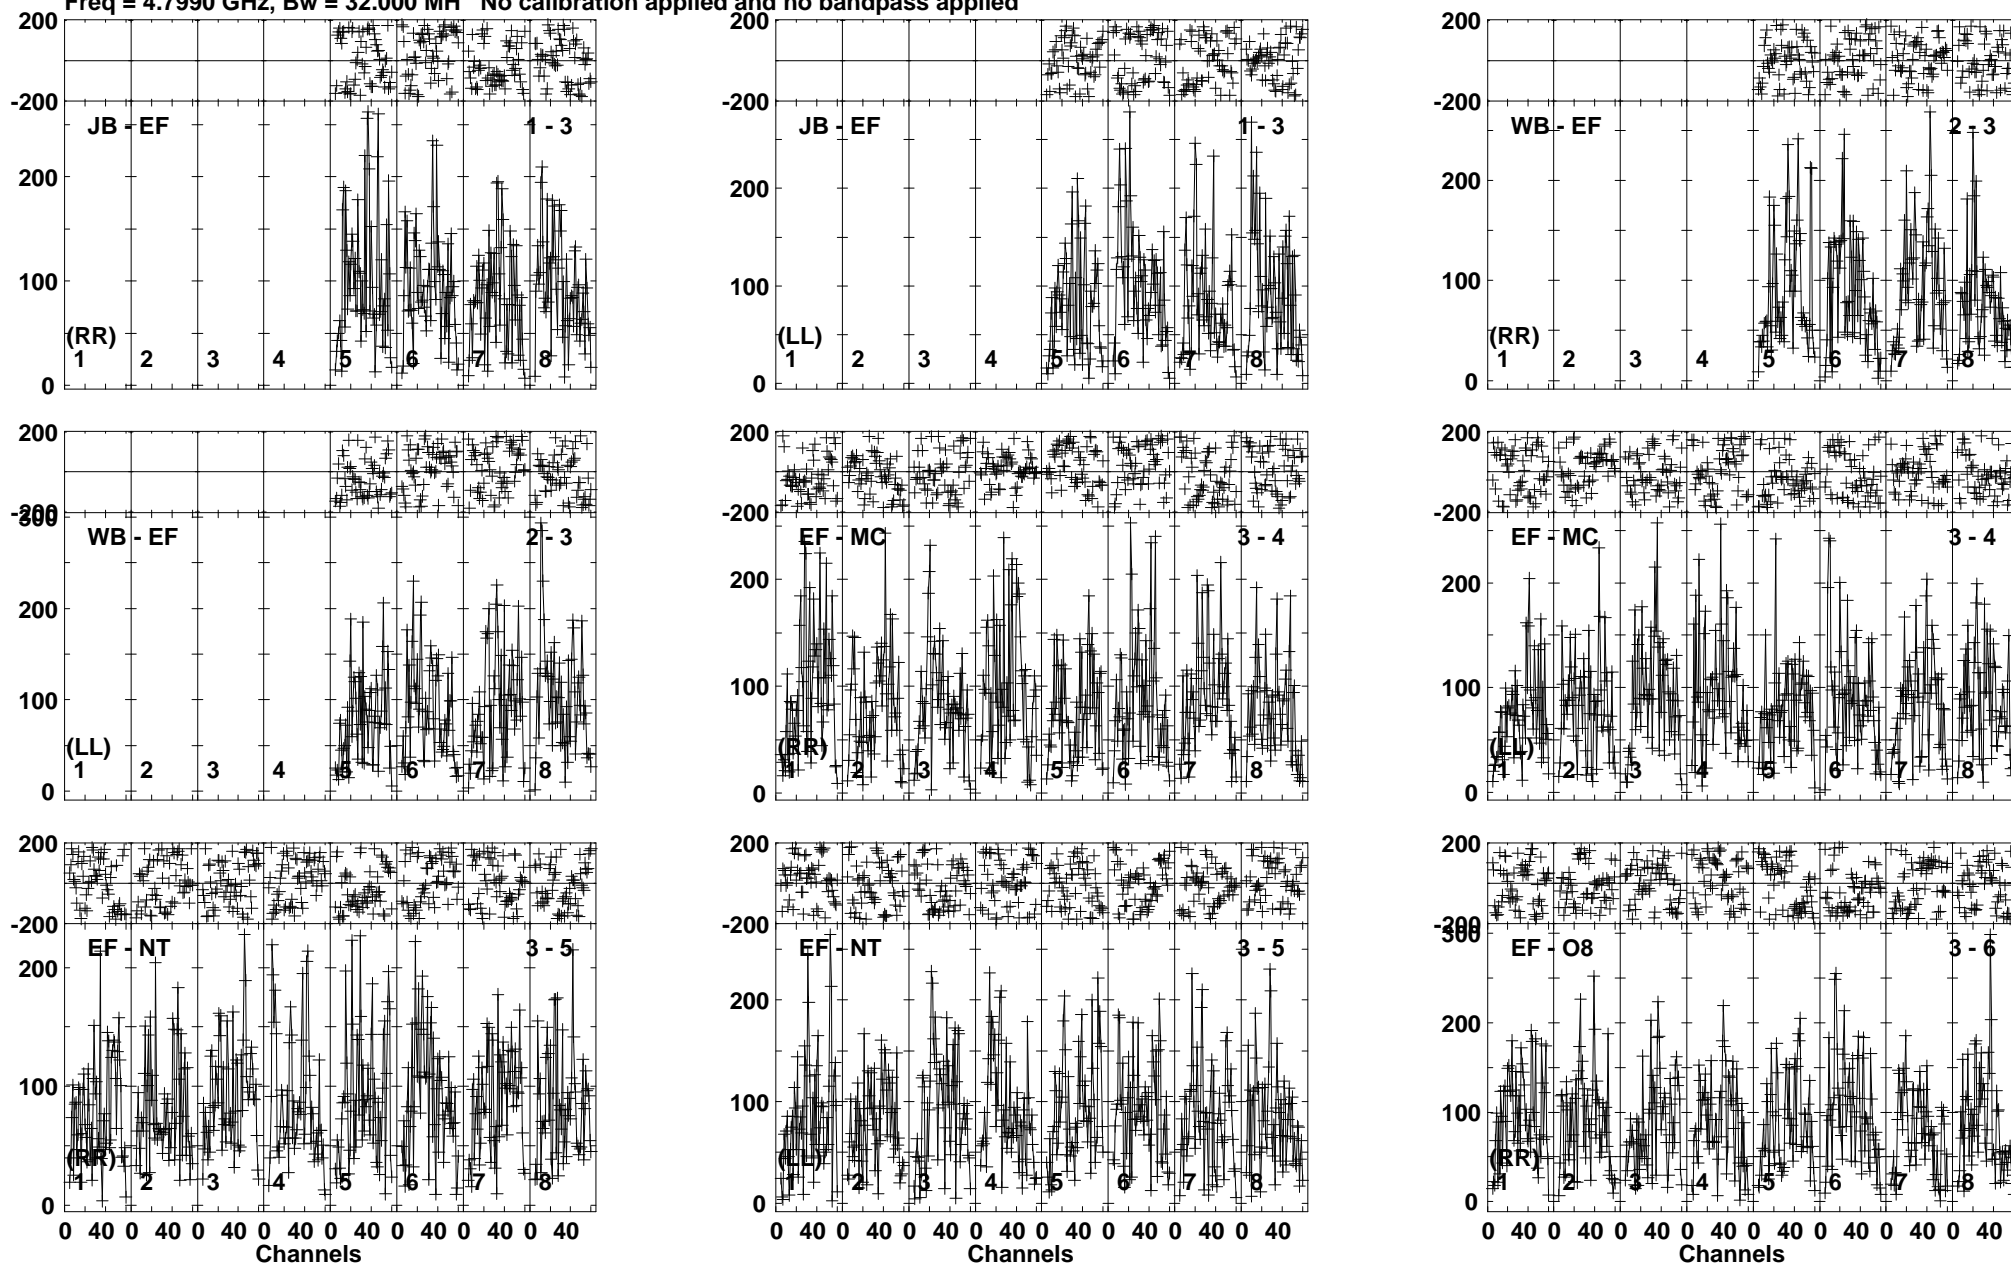 Freq = 4.7990 GHz, Bw = 32.000 MH No calibration applied and no bandpass applied
200 200 200
-200 -200 -200
JB - EF 1 - 3 JB - EF 1 - 3 WB - EF 2 - 3
200 200 200
100 100 100
(RR) (LL) (RR)
1 2 3 4 5 6 7 8 1 2 3 4 5 6 7 8 1 2 3 4 5 6 7 8
0 0 0
200 200 200
-200 -200 -200
300
WB - EF 2 - 3 EF - MC 3 - 4 EF - MC 3 - 4
200 200 200
100 100 100
(LL) (RR) (LL)
1 2 3 4 5 6 7 8 1 2 3 4 5 6 7 8 1 2 3 4 5 6 7 8
0 0 0
200 200 200
-200 -200 -200
300
EF - NT 3 - 5 EF - NT 3 - 5 EF - O8 3 - 6
200 200 200
100 100 100
(RR) (LL) (RR)
1 2 3 4 5 6 7 8 1 2 3 4 5 6 7 8 1 2 3 4 5 6 7 8
0 0 0
0 40 0 40 0 40 0 40 0 40 0 40 0 40 0 40 0 40 0 40 0 40 0 40 0 40 0 40 0 40 0 40 0 40 0 40 0 40 0 40 0 40 0 40 0 40 0 40
Channels Channels Channels